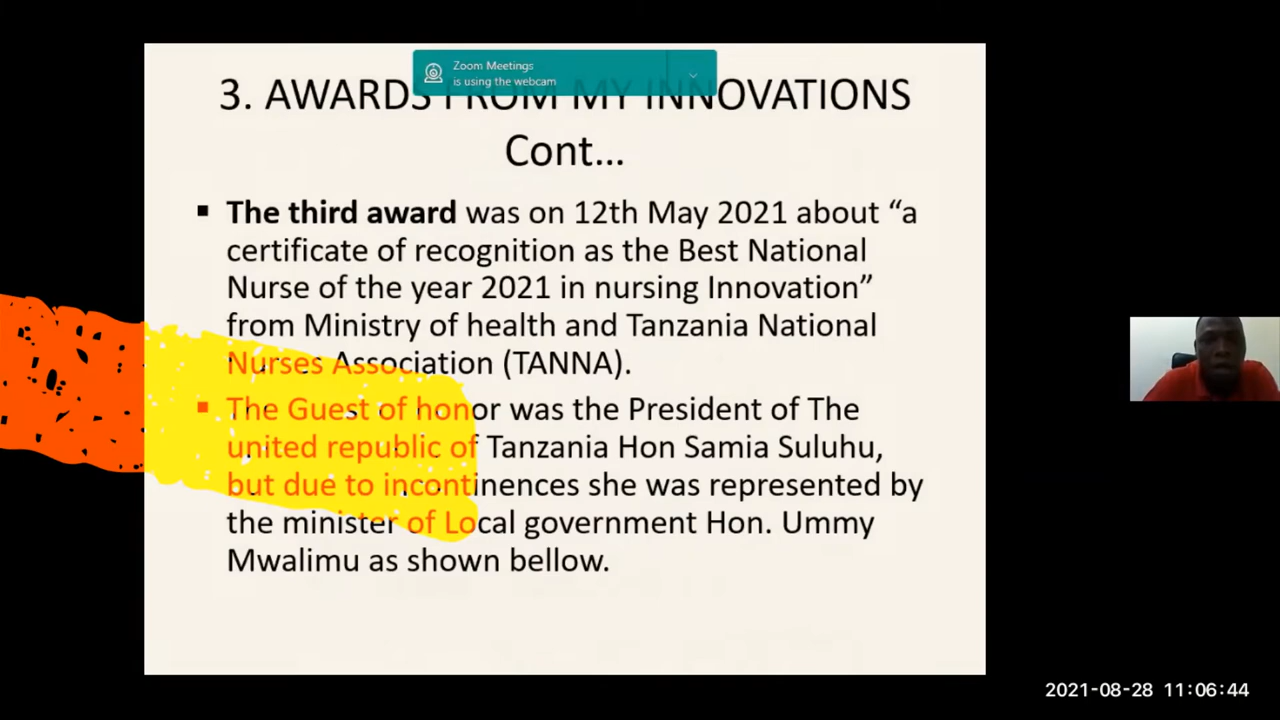 Zoom Meetings
is using the webcam
3. AWARDS FROM MY INNOVATIONS
Cont...
▪ The third award was on 12th May 2021 about “a
certificate of recognition as the Best National
Nurse of the year 2021 in nursing Innovation”
from Ministry of health and Tanzania National
Nurses Association (TANNA).
▪ The Guest of honor was the President of The
united republic of Tanzania Hon Samia Suluhu,
but due to incontinences she was represented by
the minister of Local government Hon. Ummy
Mwalimu as shown bellow.
2021-08-28 11:06:44